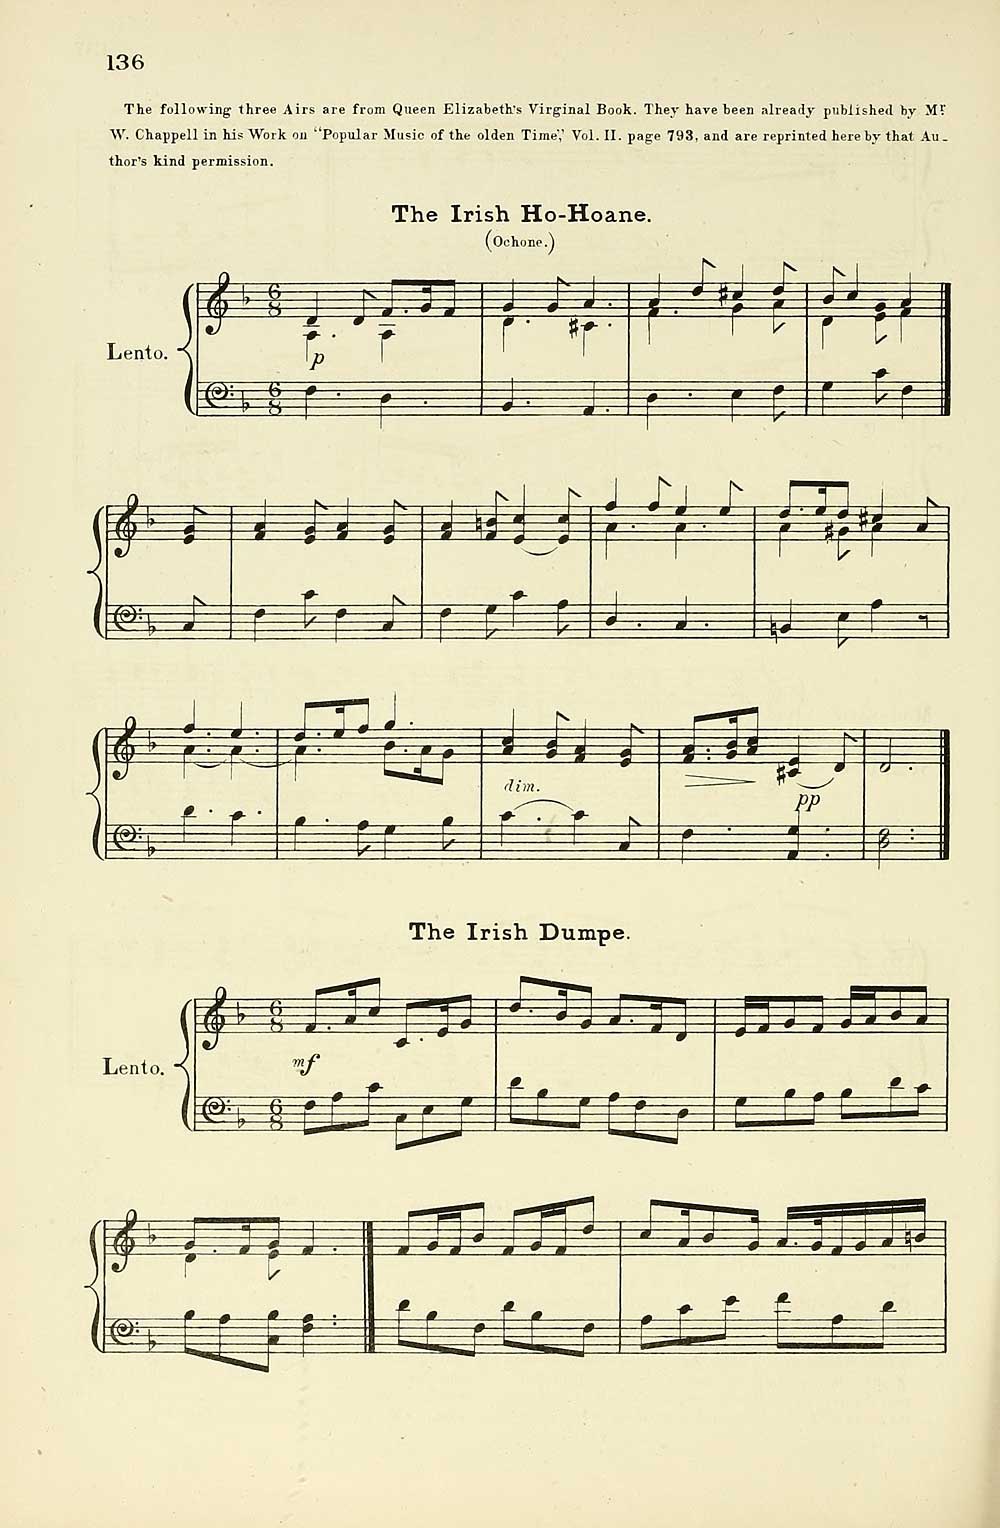 136
The following three Airs are from Queen Elizabeth's Virginal Book. They have been already published by Mr.
W. Chappell in his Work on "Popular Music of the olden Time," Vol. II. page 793, and are reprinted here by that Au-
thor's kind permission.
The Irish Ho-Hoane.
(Ochone.)
Lento.
p
dim.
pp
The Irish Dumpe.
Lento.
mf